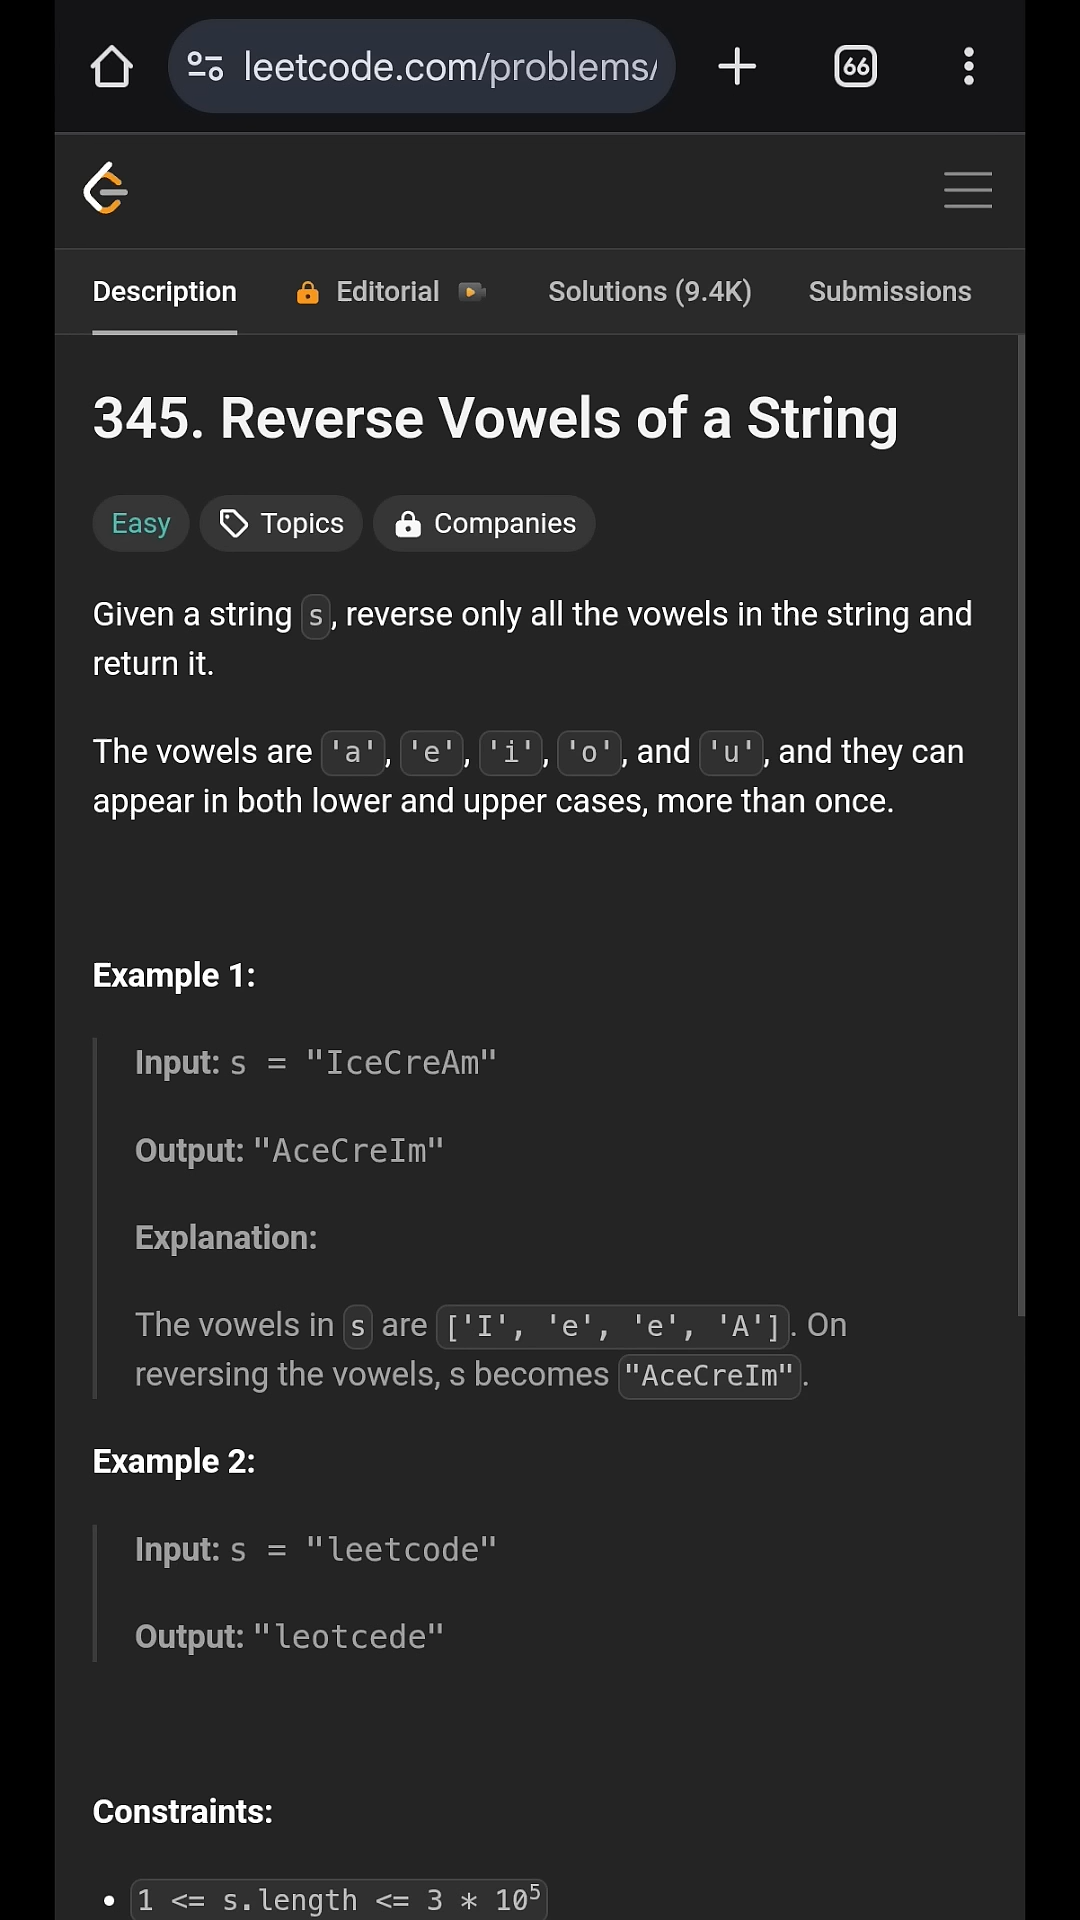 leetcode.com/problems/
66
Description
Editorial
Solutions (9.4K)
Submissions
345. Reverse Vowels of a String
Easy
Topics
Companies
Given a string s, reverse only all the vowels in the string and
return it.
The vowels are 'a', 'e', 'i', 'o', and 'u', and they can
appear in both lower and upper cases, more than once.
Example 1:
Input: s = "IceCreAm"
Output: "AceCreIm"
Explanation:
The vowels in s are ['I', 'e', 'e', 'A']. On
reversing the vowels, s becomes "AceCreIm".
Example 2:
Input: s = "leetcode"
Output: "leotcede"
Constraints:
• 1 <= s.length <= 3 * 10⁵